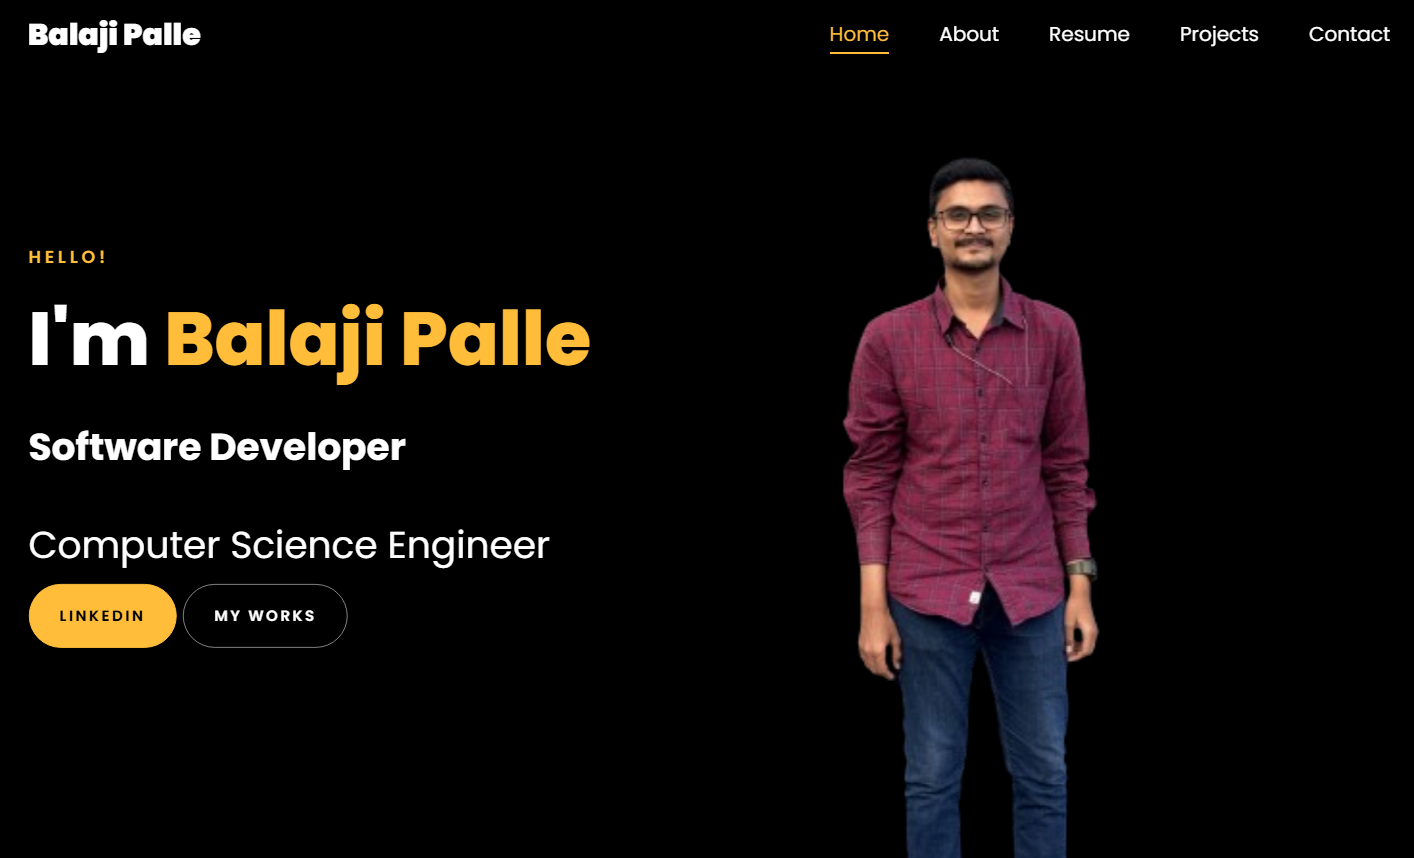 Balaji Palle
Home About Resume Projects Contact
HELLO!
I'm Balaji Palle
Software Developer
Computer Science Engineer
LINKEDIN MY WORKS